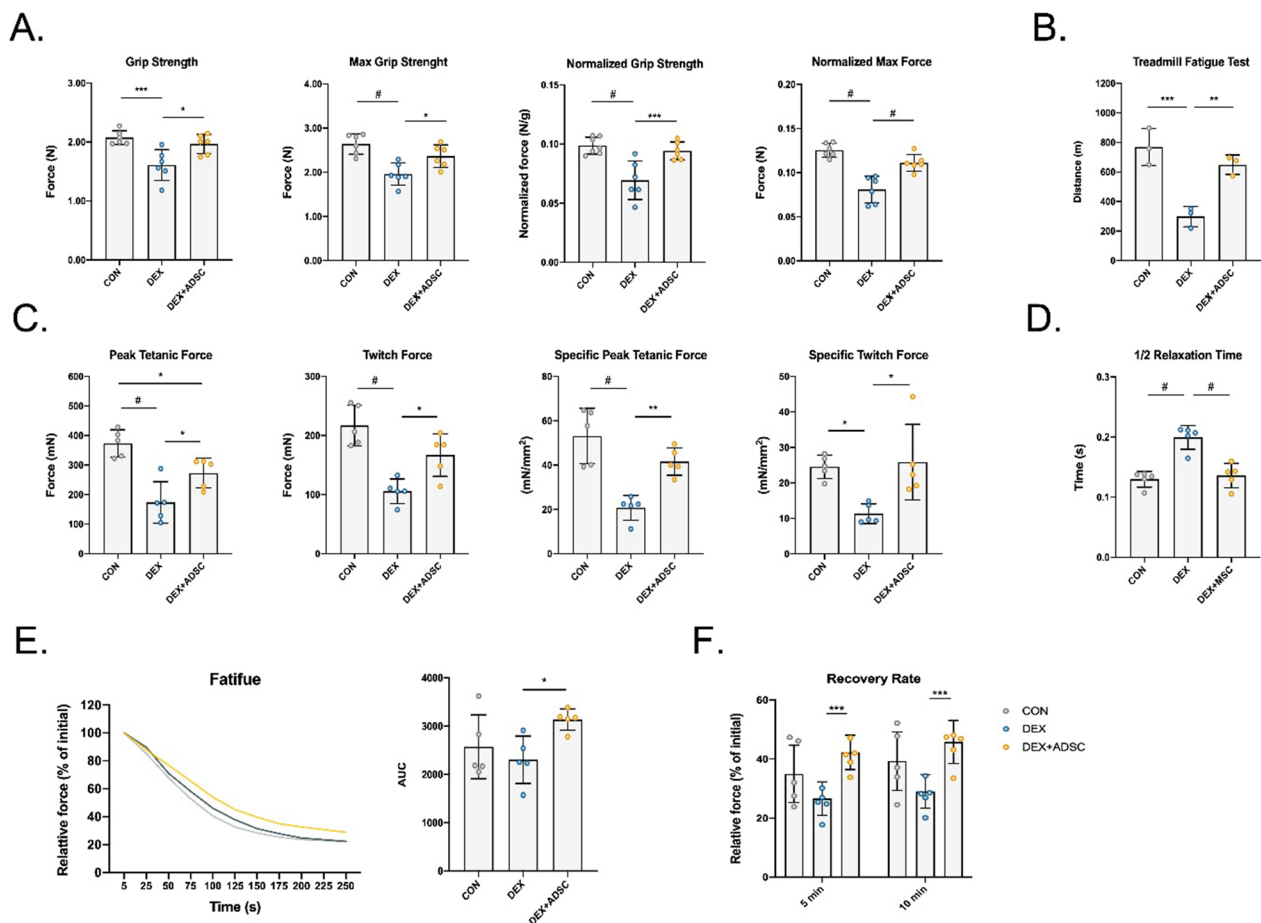 A.
Grip Strength
Force (N)
3.00
2.00
1.00
0.00
***
*
CON
DEX
DEX+ADSC
Max Grip Strenght
Force (N)
4.00
3.00
2.00
1.00
0.00
#
*
CON
DEX
DEX+ADSC
Normalized Grip Strength
Normalized force (N/g)
0.15
0.10
0.05
0.00
#
***
CON
DEX
DEX+ADSC
Normalized Max Force
Force (N)
0.20
0.15
0.10
0.05
0.00
#
#
CON
DEX
DEX+ADSC
B.
Treadmill Fatigue Test
Distance (m)
1000
800
600
400
200
0
***
**
CON
DEX
DEX+ADSC
C.
Peak Tetanic Force
Force (mN)
600
500
400
300
200
100
0
*
#
*
CON
DEX
DEX+ADSC
Twitch Force
Force (mN)
300
200
100
0
#
*
CON
DEX
DEX+ADSC
Specific Peak Tetanic Force
(mN/mm²)
80
60
40
20
0
#
**
CON
DEX
DEX+ADSC
Specific Twitch Force
(mN/mm²)
50
40
30
20
10
0
*
*
CON
DEX
DEX+ADSC
D.
1/2 Relaxation Time
Time (s)
0.3
0.2
0.1
0.0
#
#
CON
DEX
DEX+MSC
E.
Fatifue
Relattive force (% of initial)
120
100
80
60
40
20
0
5 25 50 75 100 125 150 175 200 225 250
Time (s)
AUC
4000
3000
2000
1000
0
*
CON
DEX
DEX+ADSC
F.
Recovery Rate
Relative force (% of initial)
60
40
20
0
***
***
5 min
10 min
CON
DEX
DEX+ADSC